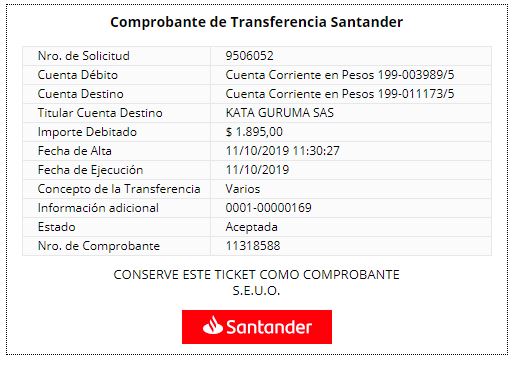 Comprobante de Transferencia Santander
Nro. de Solicitud 9506052
Cuenta Débito Cuenta Corriente en Pesos 199-003989/5
Cuenta Destino Cuenta Corriente en Pesos 199-011173/5
Titular Cuenta Destino KATA GURUMA SAS
Importe Debitado $ 1.895,00
Fecha de Alta 11/10/2019 11:30:27
Fecha de Ejecución 11/10/2019
Concepto de la Transferencia Varios
Información adicional 0001-00000169
Estado Aceptada
Nro. de Comprobante 11318588
CONSERVE ESTE TICKET COMO COMPROBANTE
S.E.U.O.
Santander